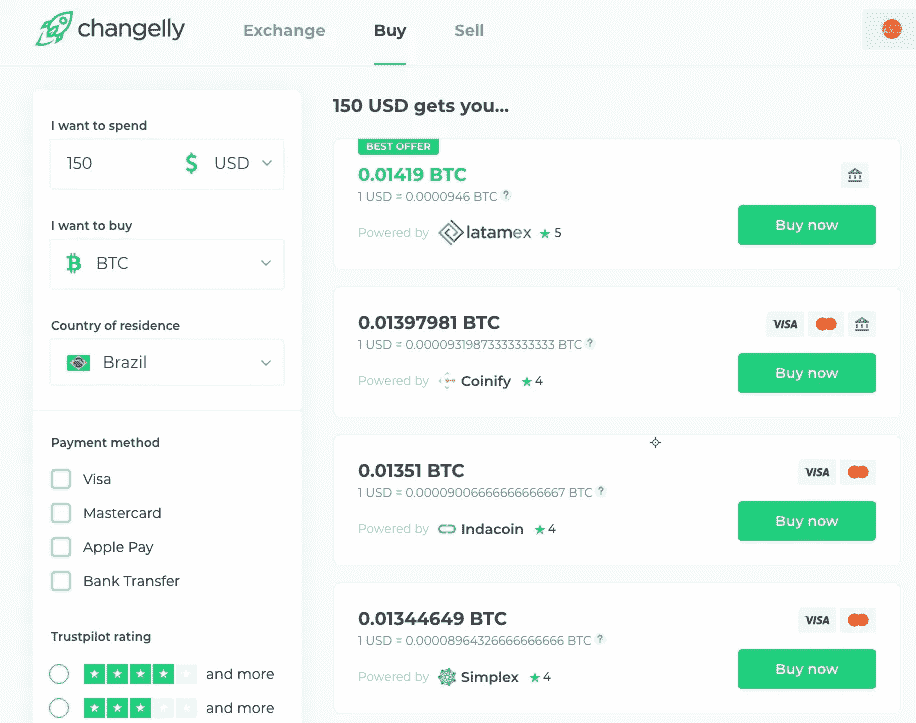 changelly
Exchange
Buy
Sell
I want to spend
150
$ USD
I want to buy
BTC
Country of residence
Brazil
Payment method
Visa
Mastercard
Apple Pay
Bank Transfer
Trustpilot rating
and more
and more
150 USD gets you...
BEST OFFER
0.01419 BTC
1 USD = 0.0000946 BTC ?
Powered by latamex ★ 5
Buy now
0.01397981 BTC
VISA
1 USD = 0.00009319873333333333 BTC ?
Powered by Coinify ★ 4
Buy now
0.01351 BTC
VISA
1 USD = 0.00009006666666666667 BTC ?
Powered by Indacoin ★ 4
Buy now
0.01344649 BTC
VISA
1 USD = 0.00008964326666666666 BTC ?
Powered by Simplex ★ 4
Buy now